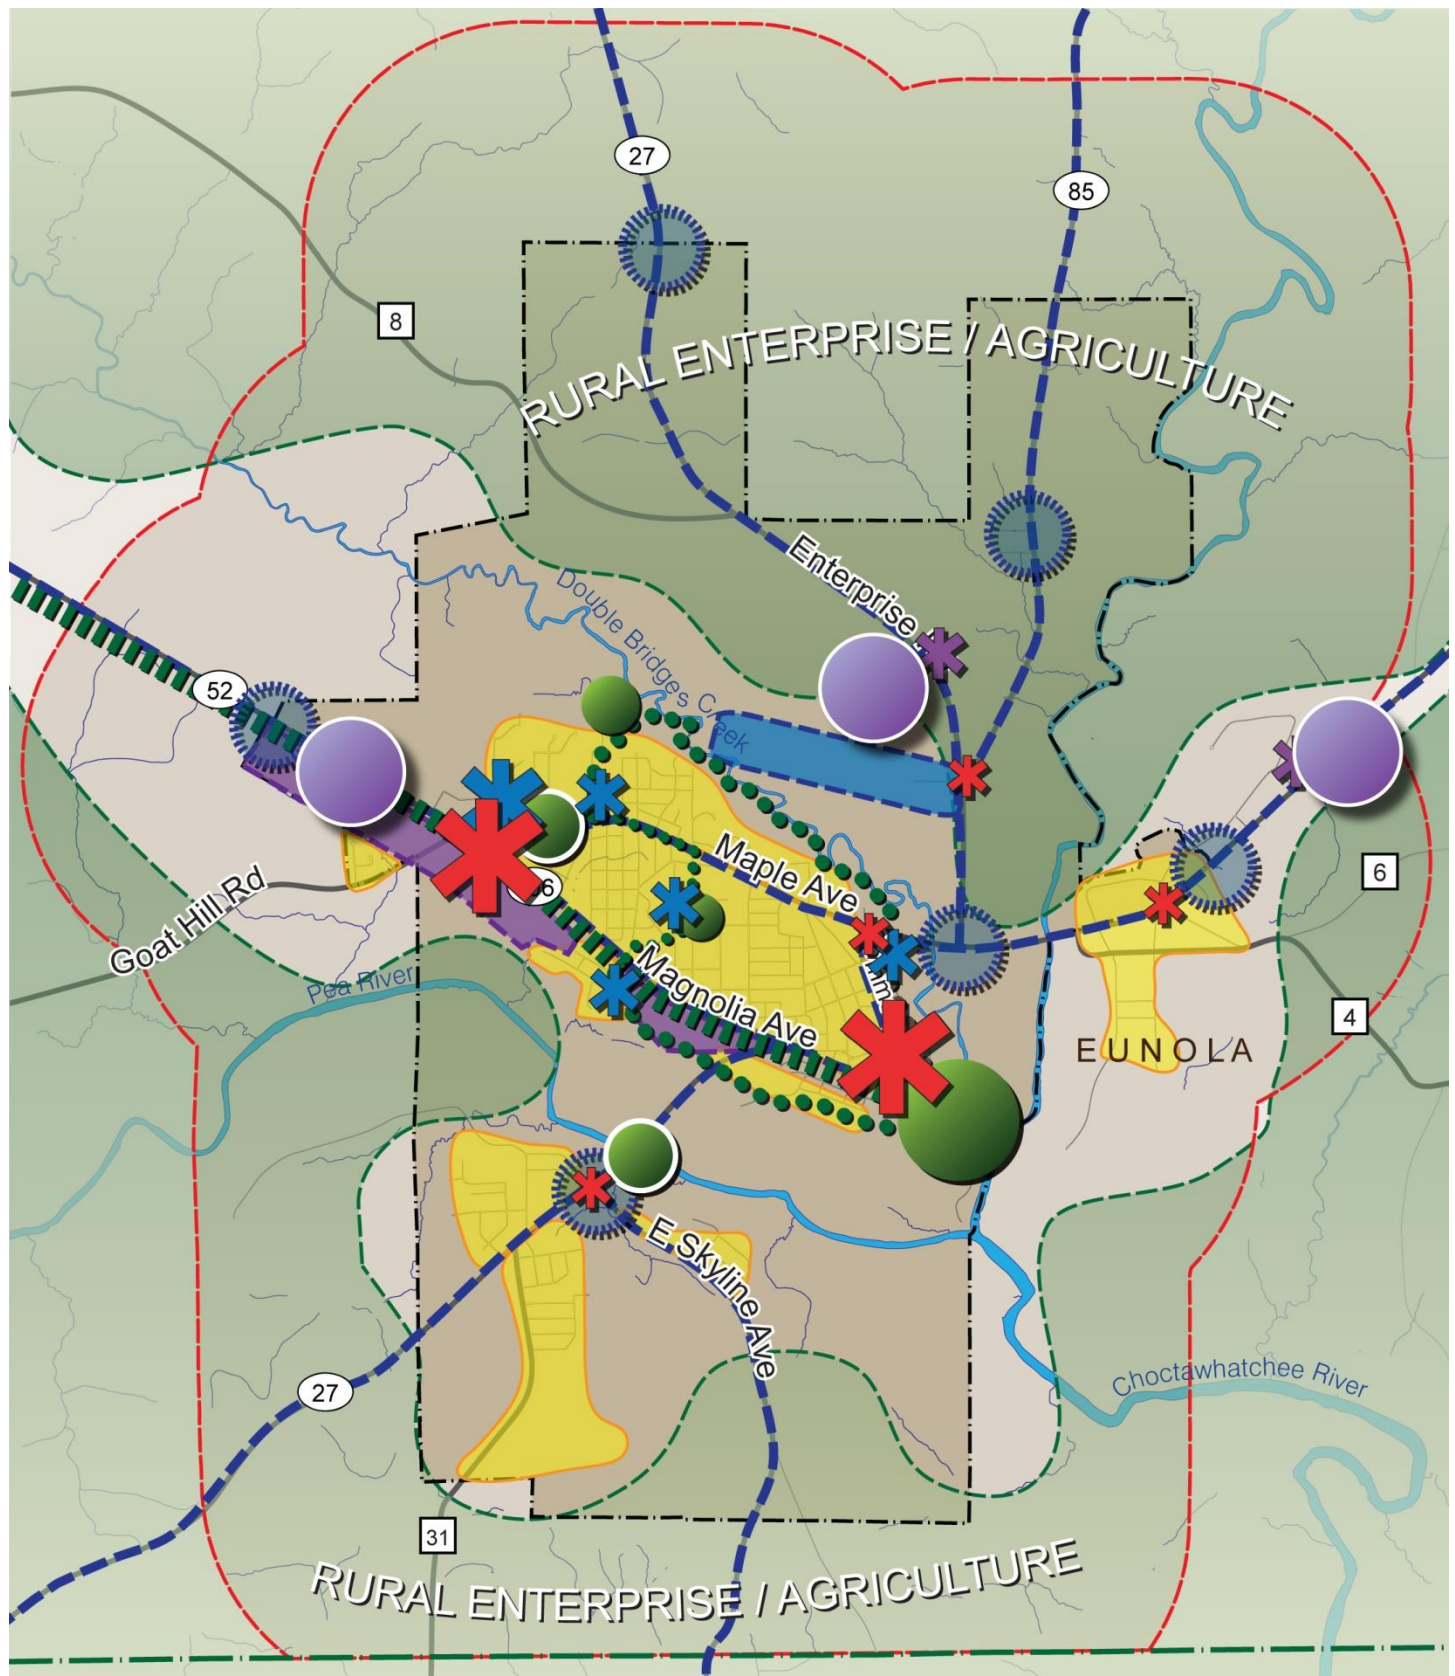 27
85
8
RURAL ENTERPRISE / AGRICULTURE
Enterprise
Double Bridges Creek
52
6
Maple Ave
Goat Hill Rd
Pea River
Magnolia Ave
4
EUNOLA
E Skyline Ave
27
Choctawhatchee River
31
RURAL ENTERPRISE / AGRICULTURE